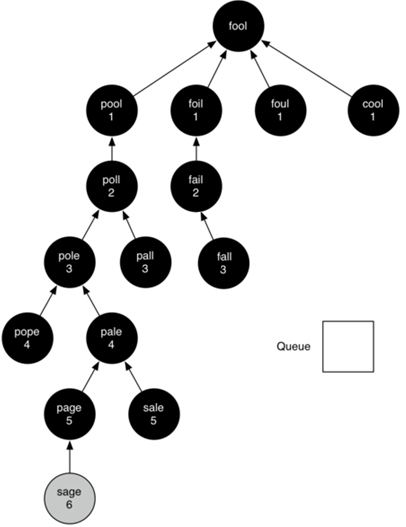 fool
pool
1
foil
1
foul
1
cool
1
poll
2
fail
2
pole
3
pall
3
fall
3
pope
4
pale
4
Queue
page
5
sale
5
sage
6